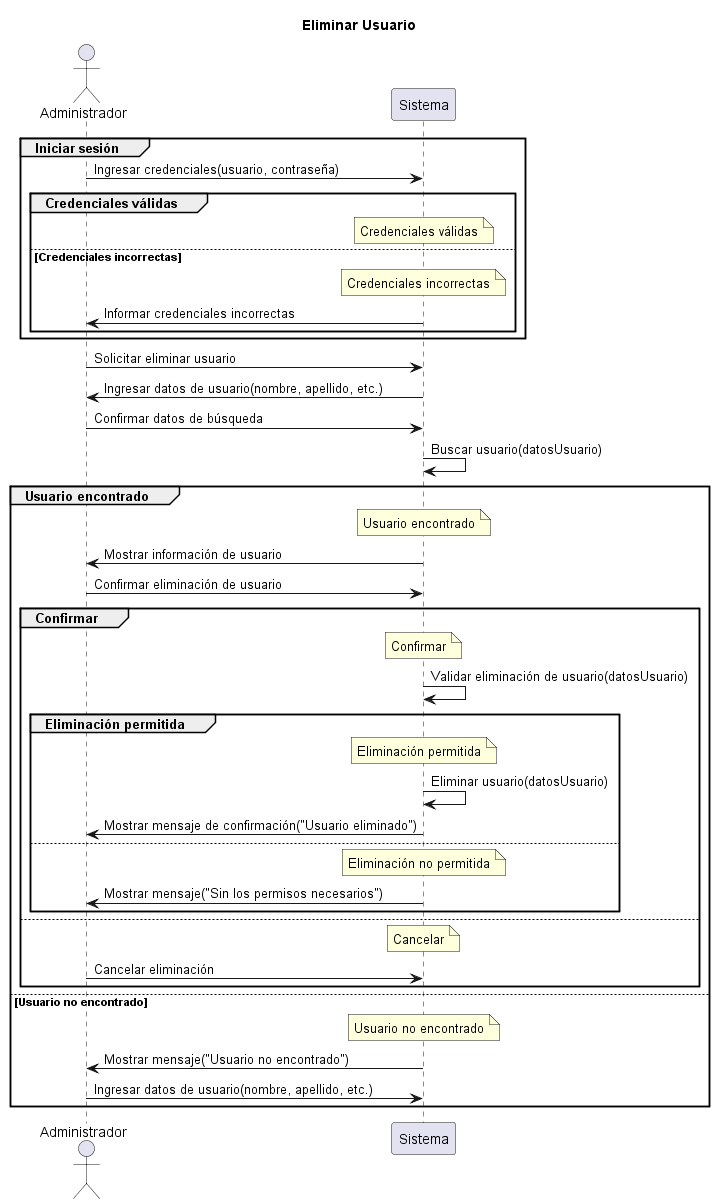 Eliminar Usuario
Administrador
Sistema
Iniciar sesión
Ingresar credenciales(usuario, contraseña)
Credenciales válidas
Credenciales válidas
[Credenciales incorrectas]
Credenciales incorrectas
Informar credenciales incorrectas
Solicitar eliminar usuario
Ingresar datos de usuario(nombre, apellido, etc.)
Confirmar datos de búsqueda
Buscar usuario(datosUsuario)
Usuario encontrado
Usuario encontrado
Mostrar información de usuario
Confirmar eliminación de usuario
Confirmar
Confirmar
Validar eliminación de usuario(datosUsuario)
Eliminación permitida
Eliminación permitida
Eliminar usuario(datosUsuario)
Mostrar mensaje de confirmación("Usuario eliminado")
Eliminación no permitida
Mostrar mensaje("Sin los permisos necesarios")
Cancelar
Cancelar eliminación
[Usuario no encontrado]
Usuario no encontrado
Mostrar mensaje("Usuario no encontrado")
Ingresar datos de usuario(nombre, apellido, etc.)
Administrador
Sistema